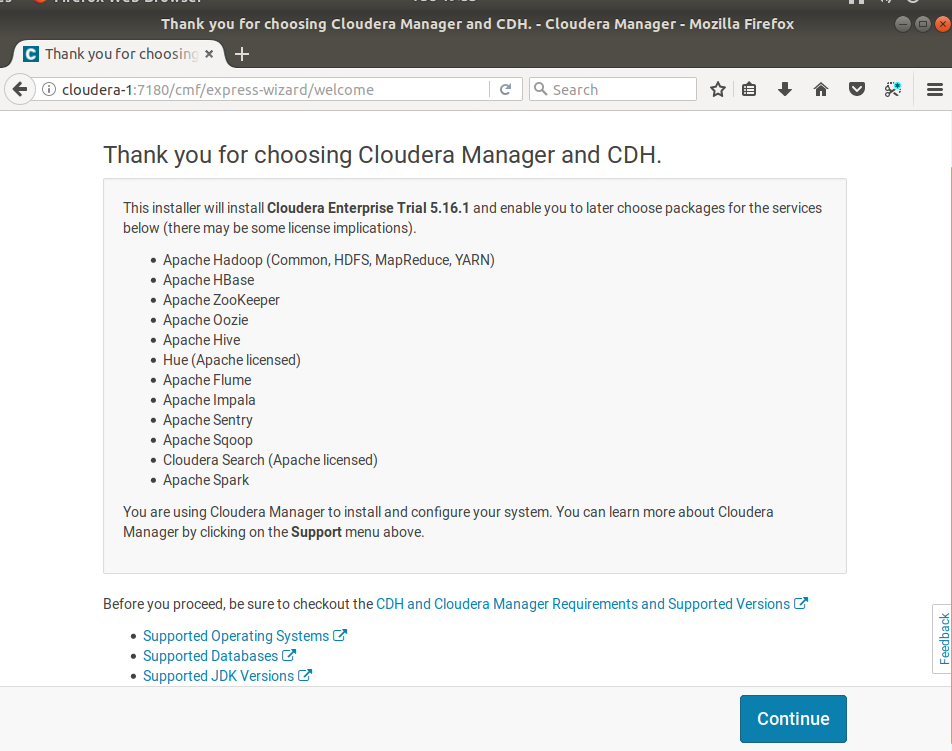 Thank you for choosing Cloudera Manager and CDH. - Cloudera Manager - Mozilla Firefox
Thank you for choosing
cloudera-1:7180/cmf/express-wizard/welcome
Search
Thank you for choosing Cloudera Manager and CDH.
This installer will install Cloudera Enterprise Trial 5.16.1 and enable you to later choose packages for the services
below (there may be some license implications).
Apache Hadoop (Common, HDFS, MapReduce, YARN)
Apache HBase
Apache ZooKeeper
Apache Oozie
Apache Hive
Hue (Apache licensed)
Apache Flume
Apache Impala
Apache Sentry
Apache Sqoop
Cloudera Search (Apache licensed)
Apache Spark
You are using Cloudera Manager to install and configure your system. You can learn more about Cloudera
Manager by clicking on the Support menu above.
Before you proceed, be sure to checkout the CDH and Cloudera Manager Requirements and Supported Versions
Supported Operating Systems
Supported Databases
Supported JDK Versions
Feedback
Continue